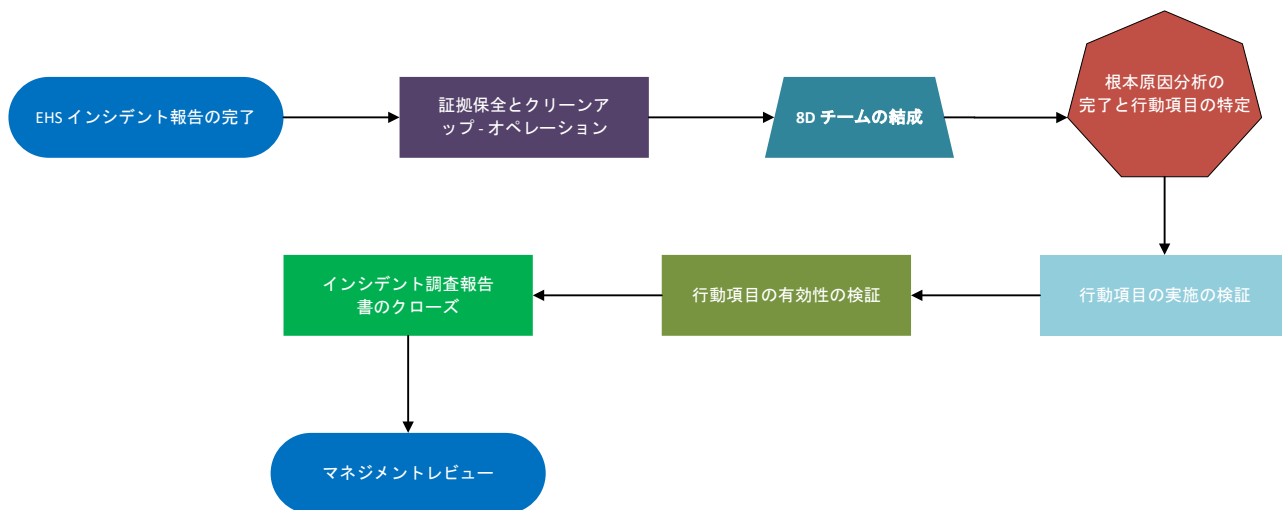 EHS インシデント報告の完了
証拠保全とクリーンア
ップ - オペレーション
8D チームの結成
根本原因分析の
完了と行動項目の特定
インシデント調査報告
書のクローズ
行動項目の有効性の検証
行動項目の実施の検証
マネジメントレビュー